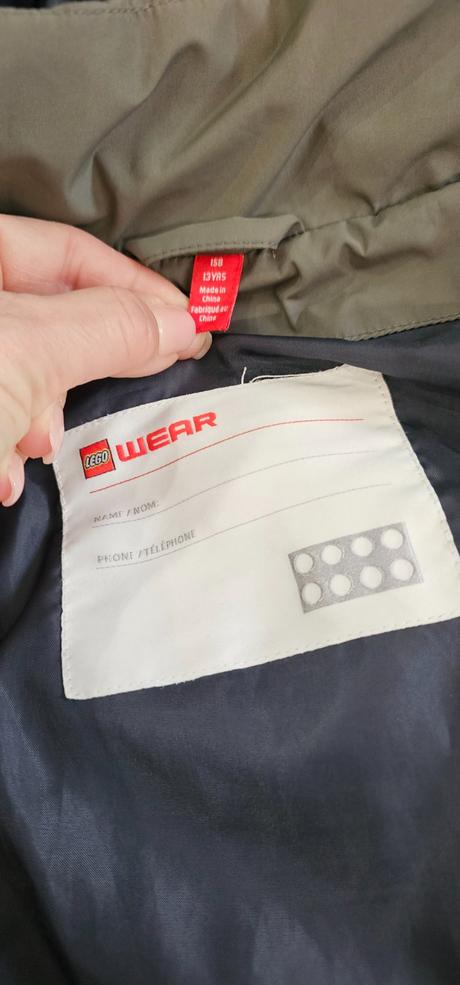 158
13YRS
Made in
China
Fabriqué en
Chine
LEGO WEAR
NAME / NOM:
PHONE / TÉLÉPHONE